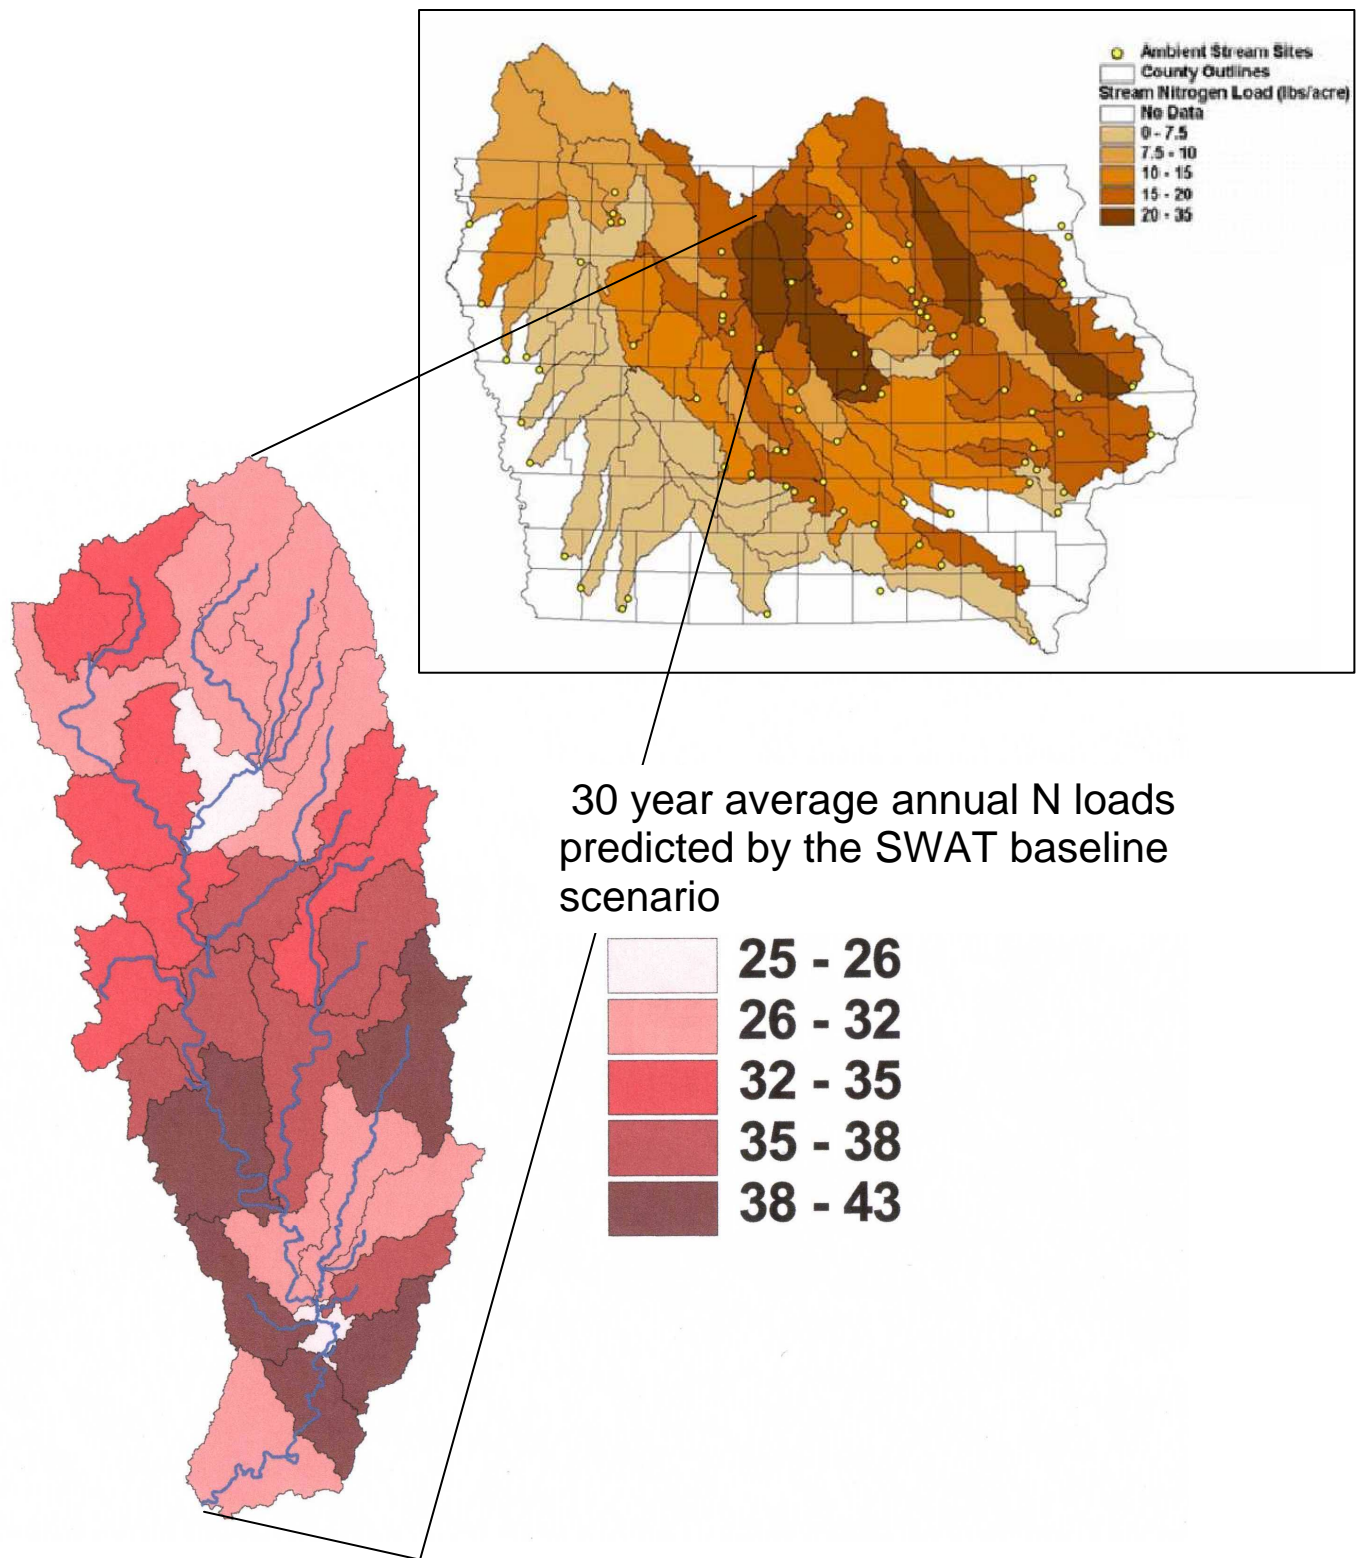 Ambient Stream Sites
County Outlines
Stream Nitrogen Load (lbs/acre)
No Data
0 - 7.5
7.5 - 10
10 - 15
15 - 20
20 - 35
30 year average annual N loads
predicted by the SWAT baseline
scenario
25 - 26
26 - 32
32 - 35
35 - 38
38 - 43